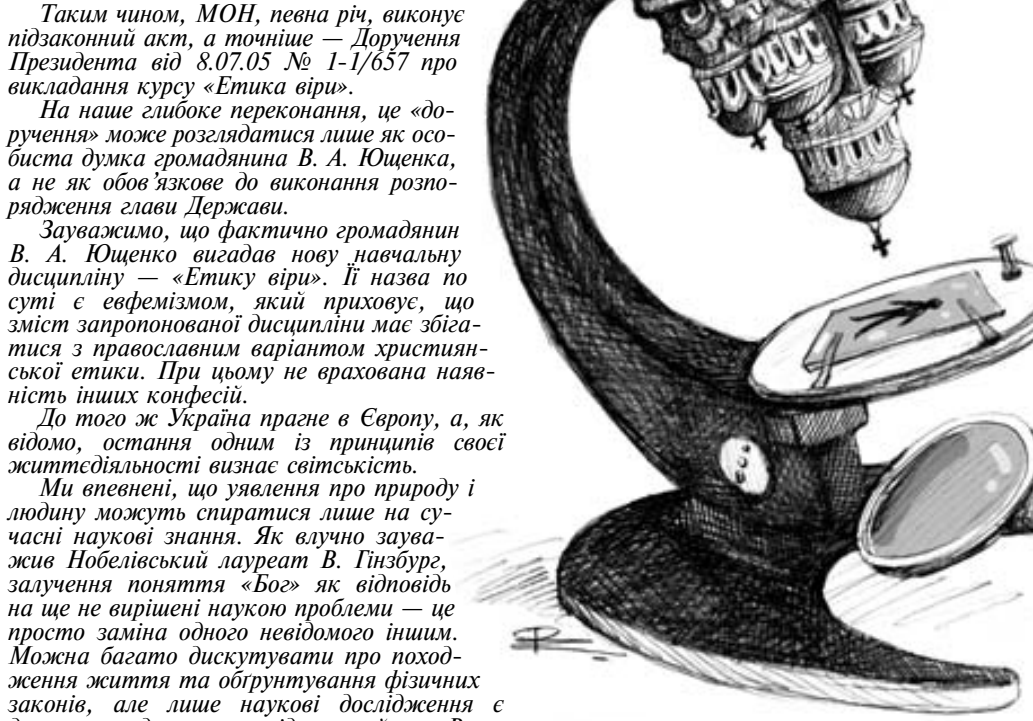 Таким чином, МОН, певна річ, виконує
підзаконний акт, а точніше — Доручення
Президента від 8.07.05 № 1-1/657 про
викладання курсу «Етика віри».
На наше глибоке переконання, це «до-
ручення» може розглядатися лише як осо-
биста думка громадянина В. А. Ющенка,
а не як обов’язкове до виконання розпо-
рядження глави Держави.
Зауважимо, що фактично громадянин
В. А. Ющенко вигадав нову навчальну
дисципліну — «Етику віри». Її назва по
суті є евфемізмом, який приховує, що
зміст запропонованої дисципліни має збіга-
тися з православним варіантом християн-
ської етики. При цьому не врахована наяв-
ність інших конфесій.
До того ж Україна прагне в Європу, а, як
відомо, остання одним із принципів своєї
життєдіяльності визнає світськість.
Ми впевнені, що уявлення про природу і
людину можуть спиратися лише на су-
часні наукові знання. Як влучно заува-
жив Нобелівський лауреат В. Гінзбург,
залучення поняття «Бог» як відповідь
на ще не вирішені наукою проблеми — це
просто заміна одного невідомого іншим.
Можна багато дискутувати про поход-
ження життя та обґрунтування фізичних
законів, але лише наукові дослідження є